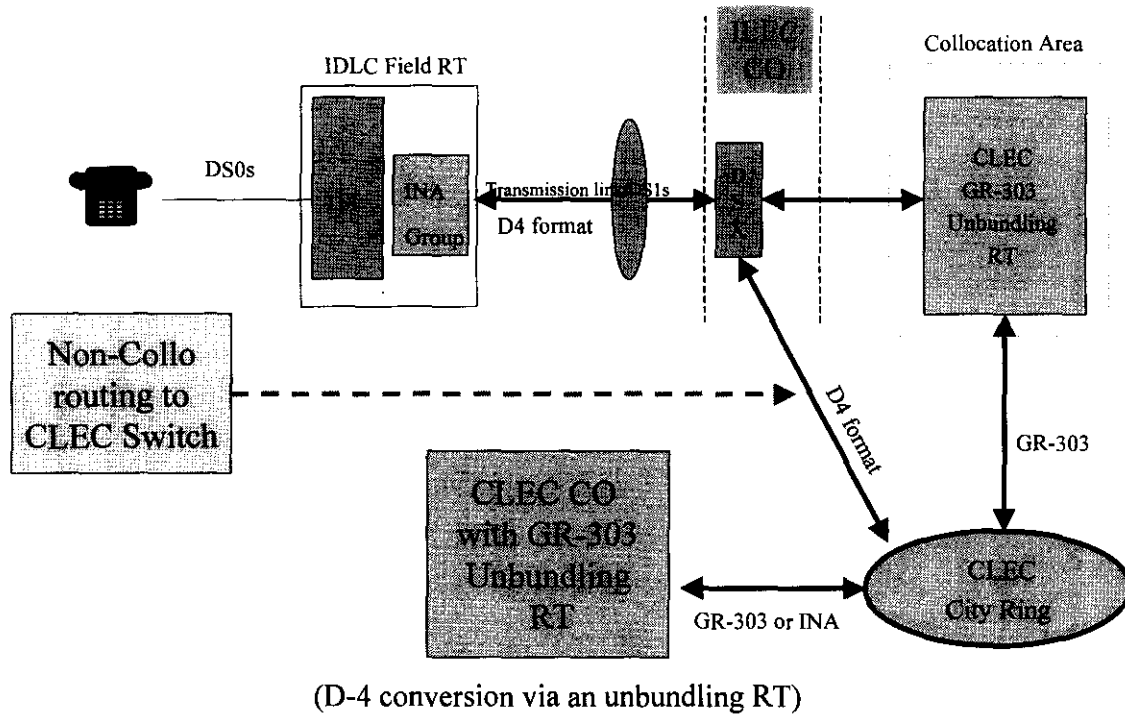 ILEC
CO
Collocation Area
IDLC Field RT
DS0s
INA
Group
Transmission line
D4 format
CLEC
GR-303
Unbundling
RT
Non-Collo
routing to
CLEC Switch
D4 format
GR-303
CLEC CO
with GR-303
Unbundling
RT
GR-303 or INA
CLEC
City Ring
(D-4 conversion via an unbundling RT)